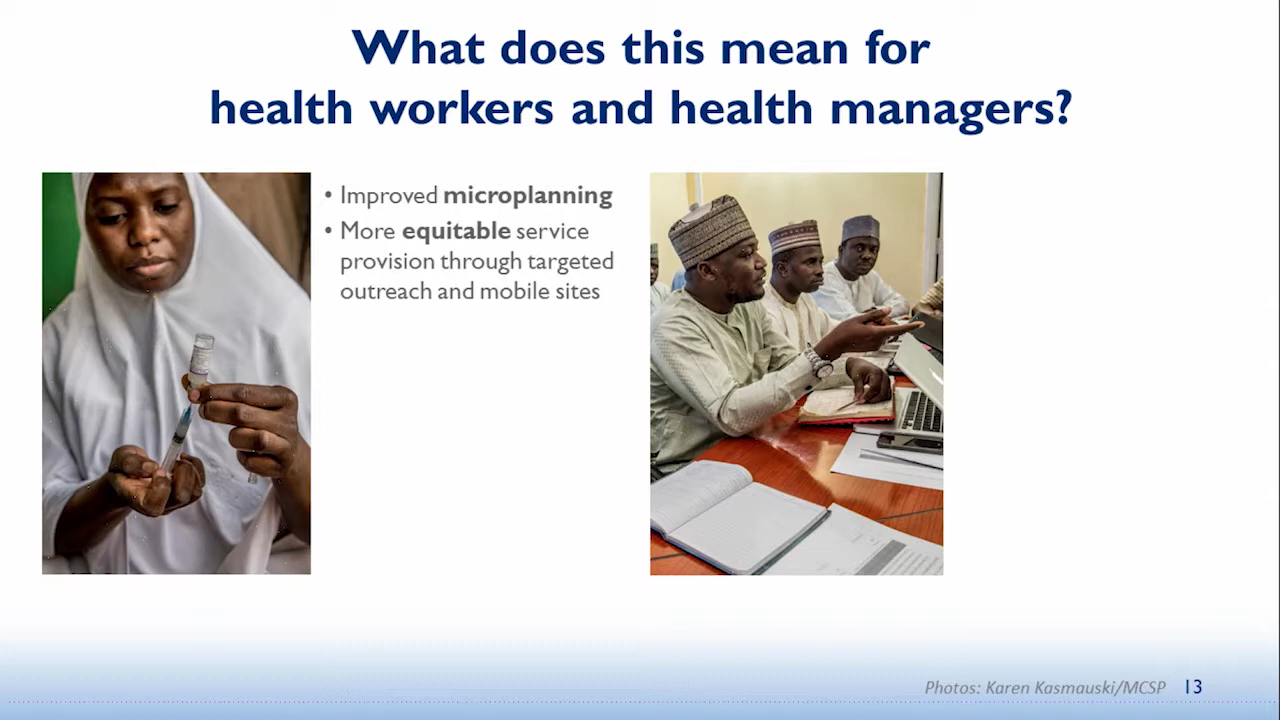 What does this mean for
health workers and health managers?
• Improved microplanning
• More equitable service
provision through targeted
outreach and mobile sites
Photos: Karen Kasmauski/MCSP 13